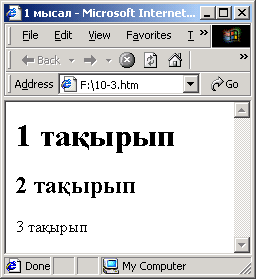 1 мысал - Microsoft Internet...
File Edit View Favorites T »
Back »
Address F:\10-3.htm Go
1 тақырып
2 тақырып
3 тақырып
Done My Computer